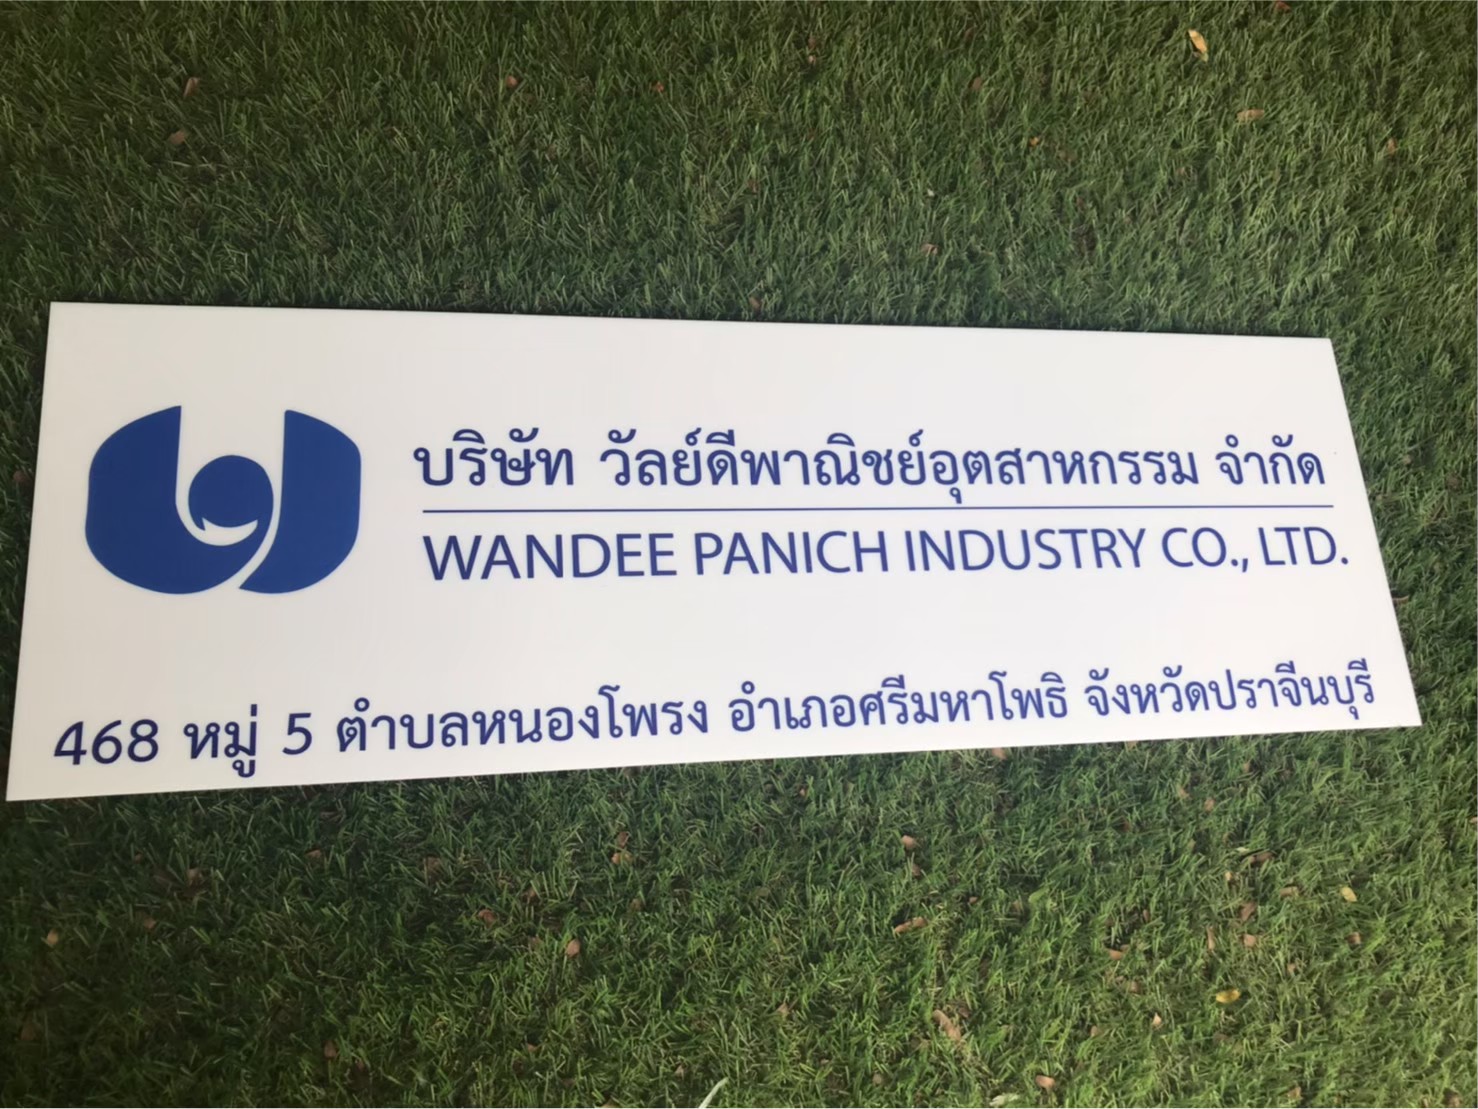 บริษัท วัลย์ดีพาณิชย์อุตสาหกรรม จำกัด
WANDEE PANICH INDUSTRY CO., LTD.
468 หมู่ 5 ตำบลหนองโพรง อำเภอศรีมหาโพธิ จังหวัดปราจีนบุรี